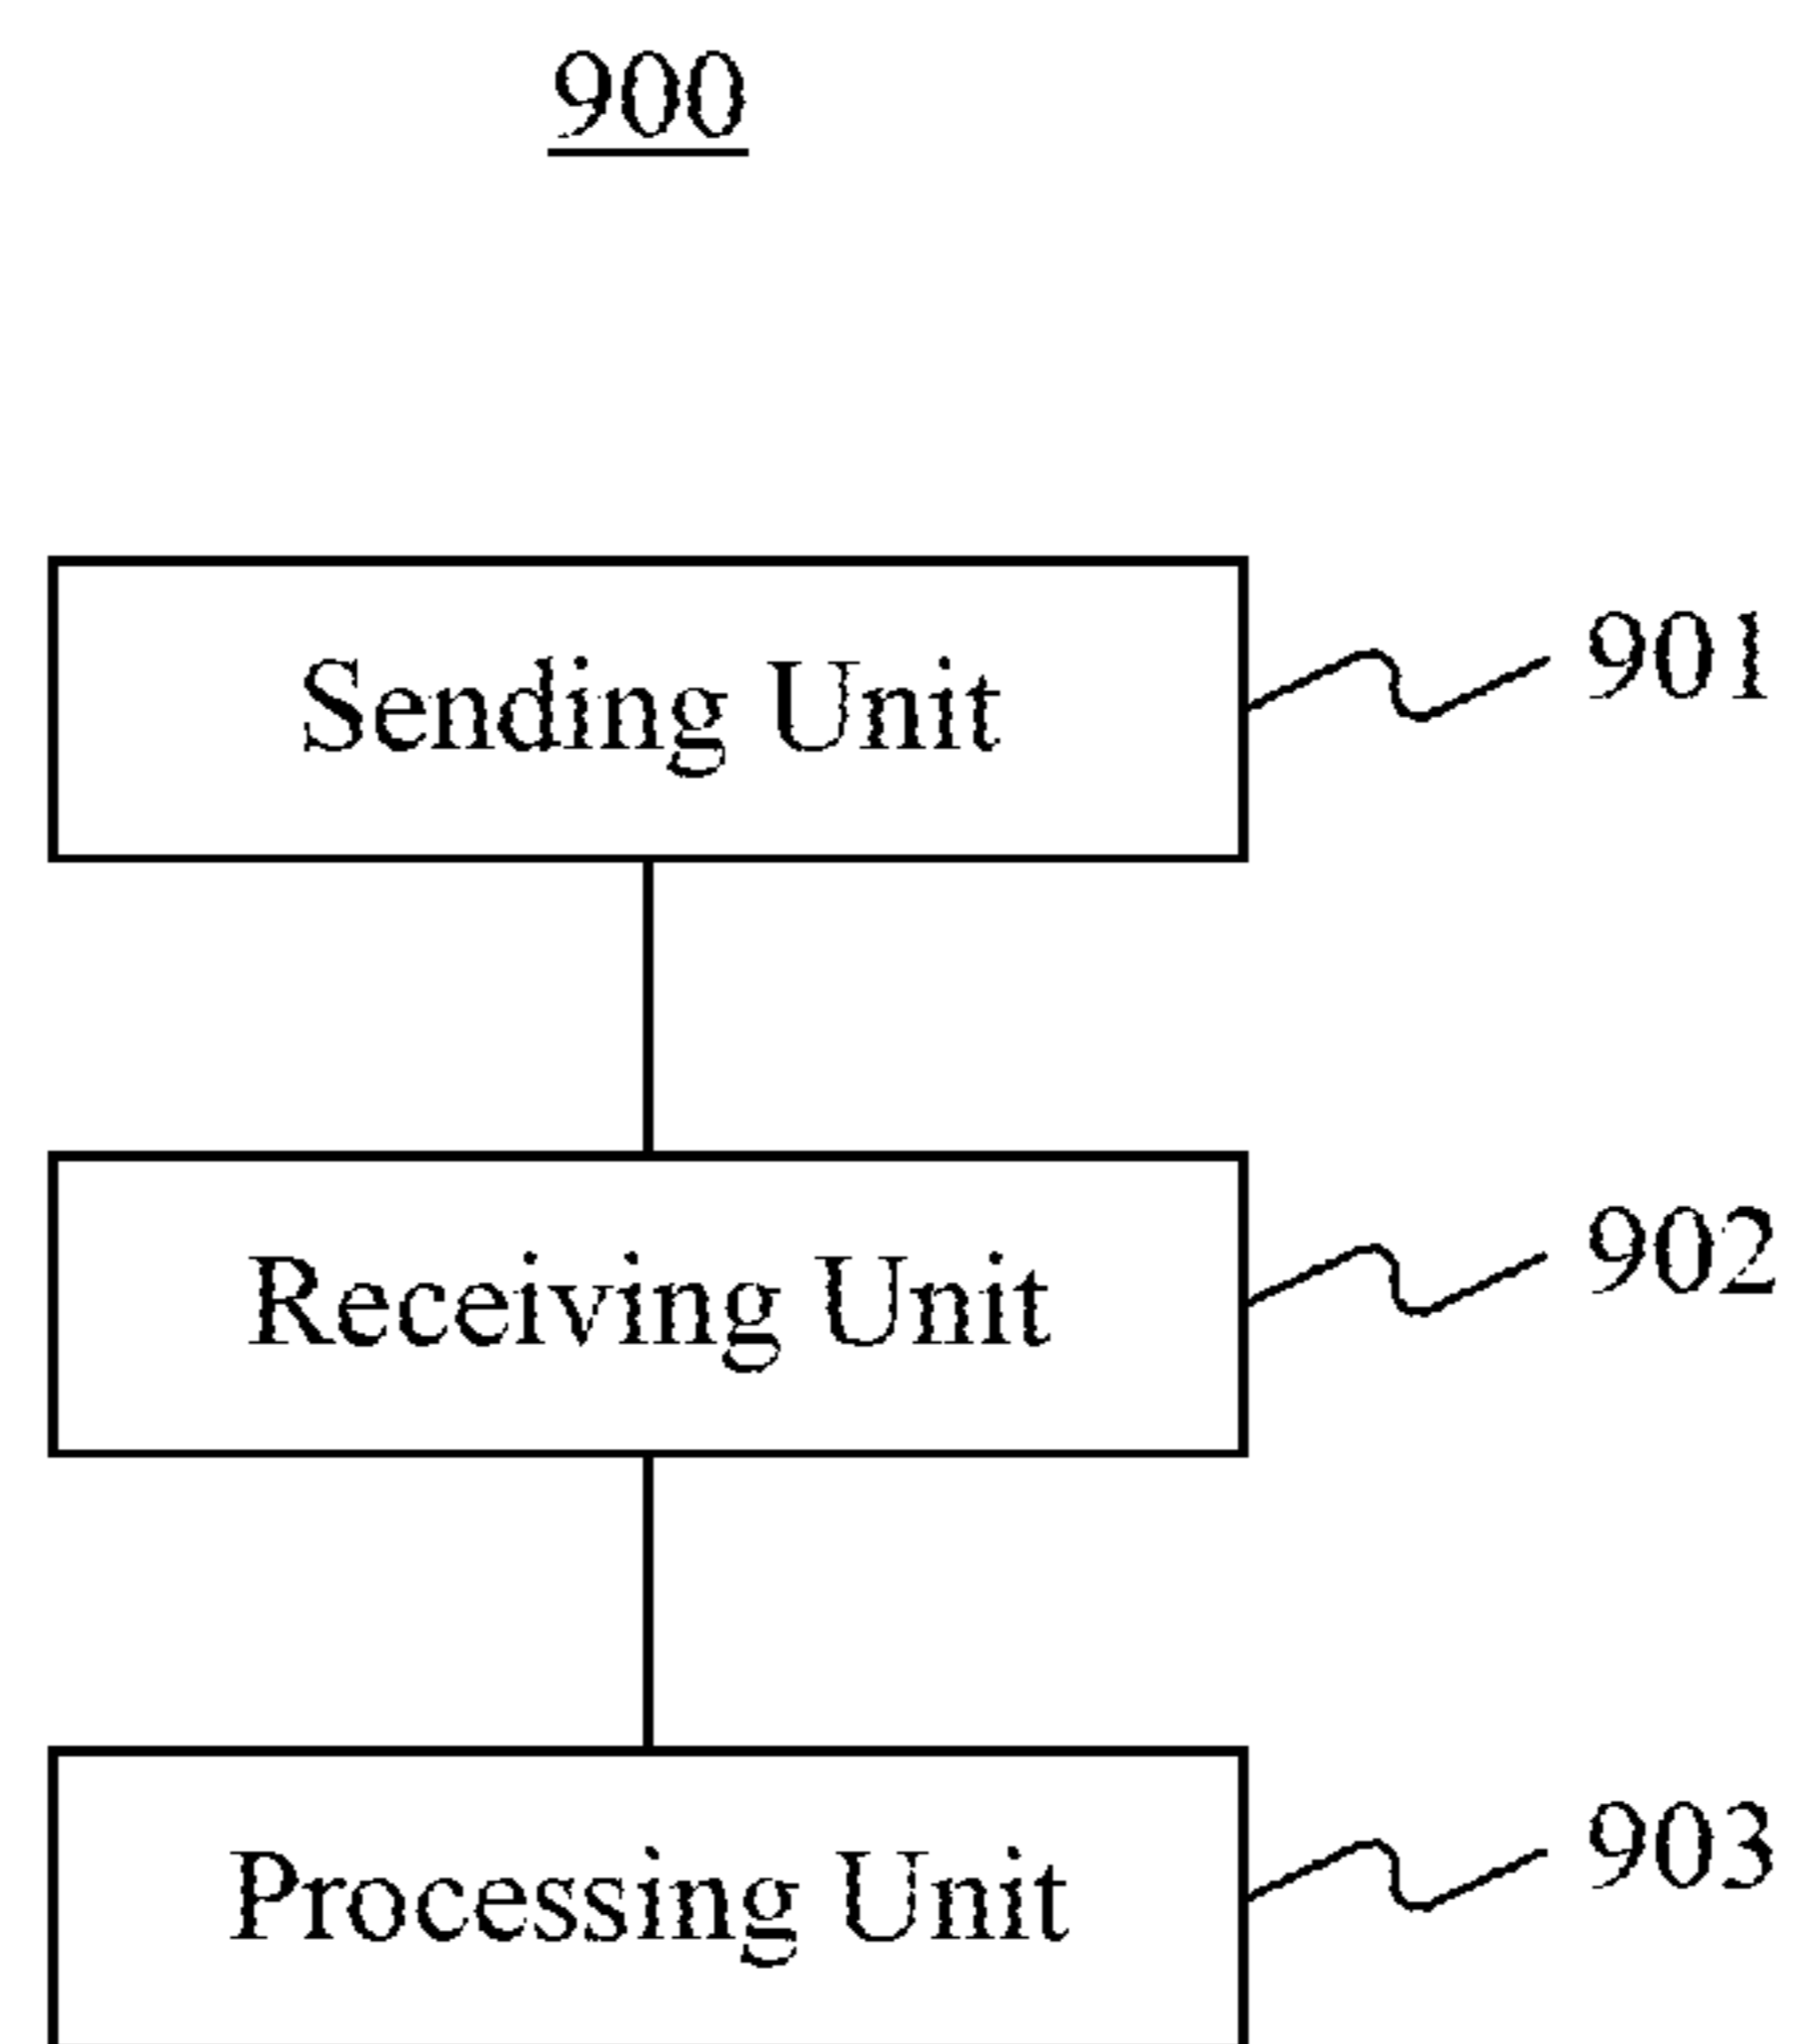 900
Sending Unit
901
Receiving Unit
902
Processing Unit
903